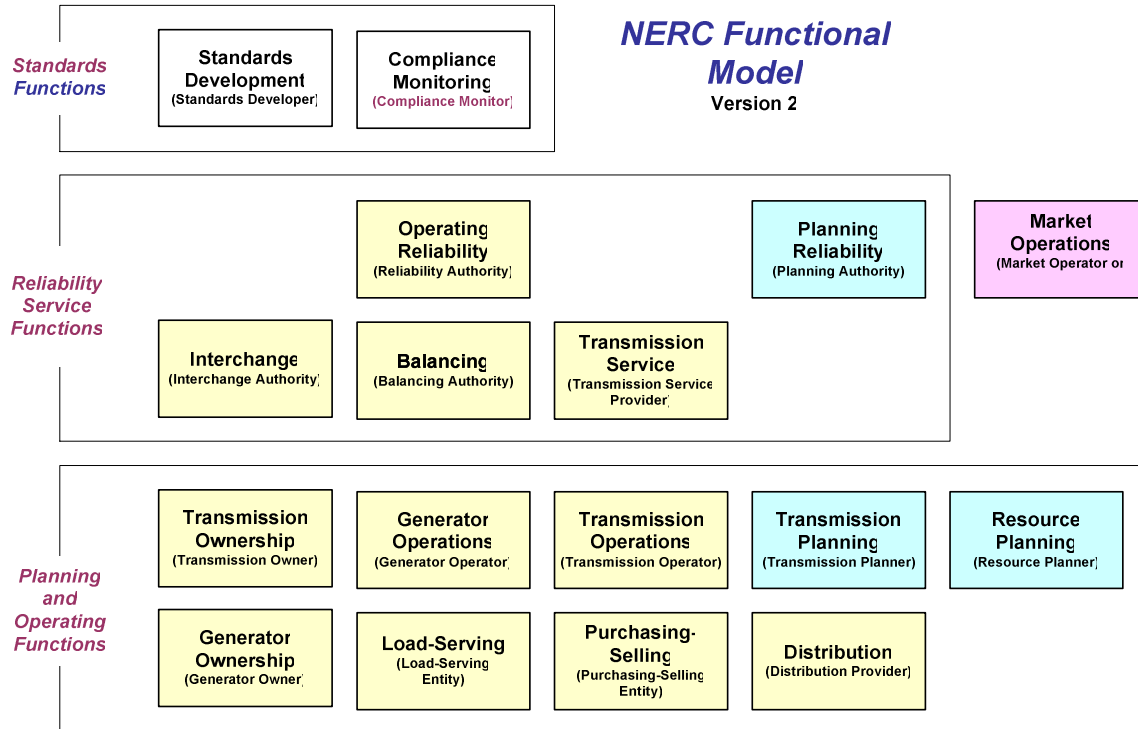 NERC Functional
Model
Version 2
Standards
Functions
Standards
Development
(Standards Developer)
Compliance
Monitoring
(Compliance Monitor)
Reliability
Service
Functions
Operating
Reliability
(Reliability Authority)
Planning
Reliability
(Planning Authority)
Market
Operations
(Market Operator or
Interchange
(Interchange Authority)
Balancing
(Balancing Authority)
Transmission
Service
(Transmission Service
Provider)
Planning
and
Operating
Functions
Transmission
Ownership
(Transmission Owner)
Generator
Operations
(Generator Operator)
Transmission
Operations
(Transmission Operator)
Transmission
Planning
(Transmission Planner)
Resource
Planning
(Resource Planner)
Generator
Ownership
(Generator Owner)
Load-Serving
(Load-Serving
Entity)
Purchasing-
Selling
(Purchasing-Selling
Entity)
Distribution
(Distribution Provider)